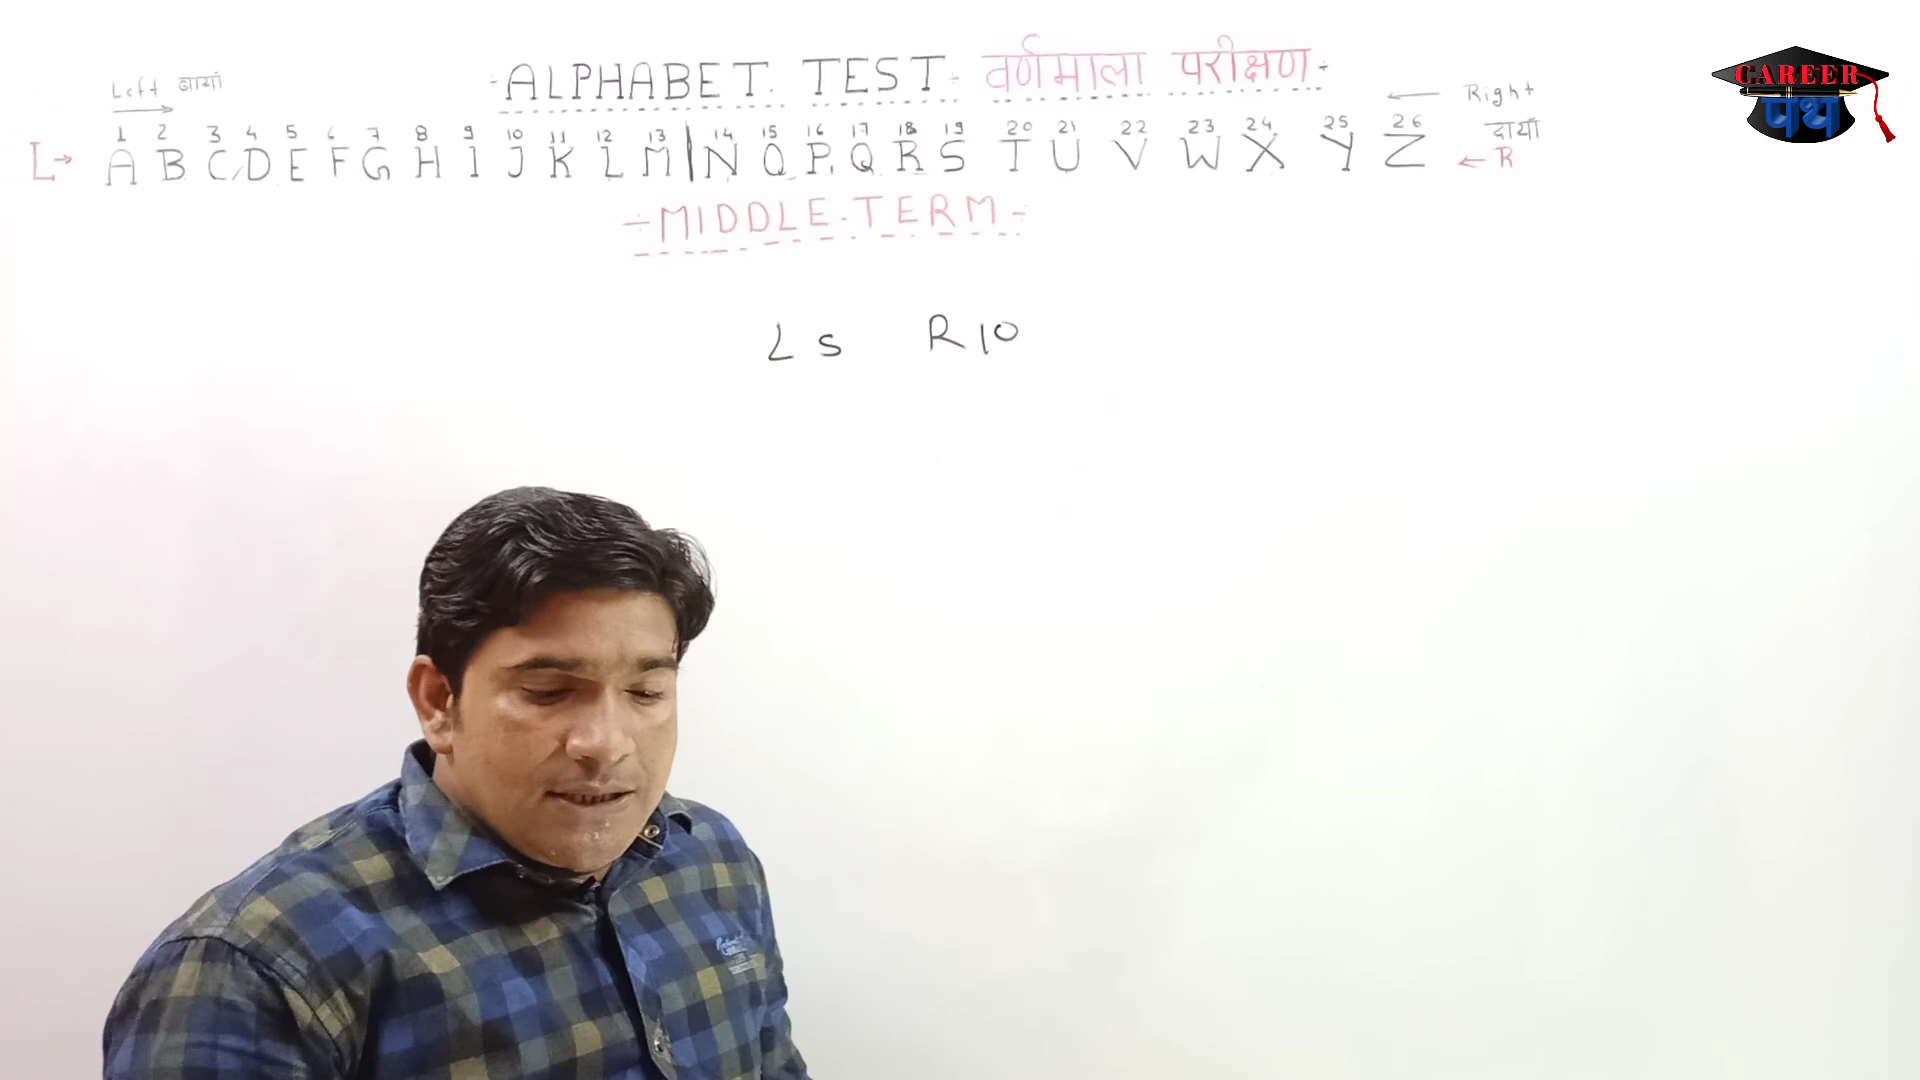 ÷ ALPHABET TEST ÷ वर्णमाला परीक्षण ÷
Left बायाँ
Right
दायाँ
1 2 3 4 5 6 7 8 9 10 11 12 13 14 15 16 17 18 19 20 21 22 23 24 25 26
L→ A B C D E F G H I J K L M | N O P Q R S T U V W X Y Z ← R
÷ MIDDLE TERM ÷
L 5 R 10
CAREER
पथ